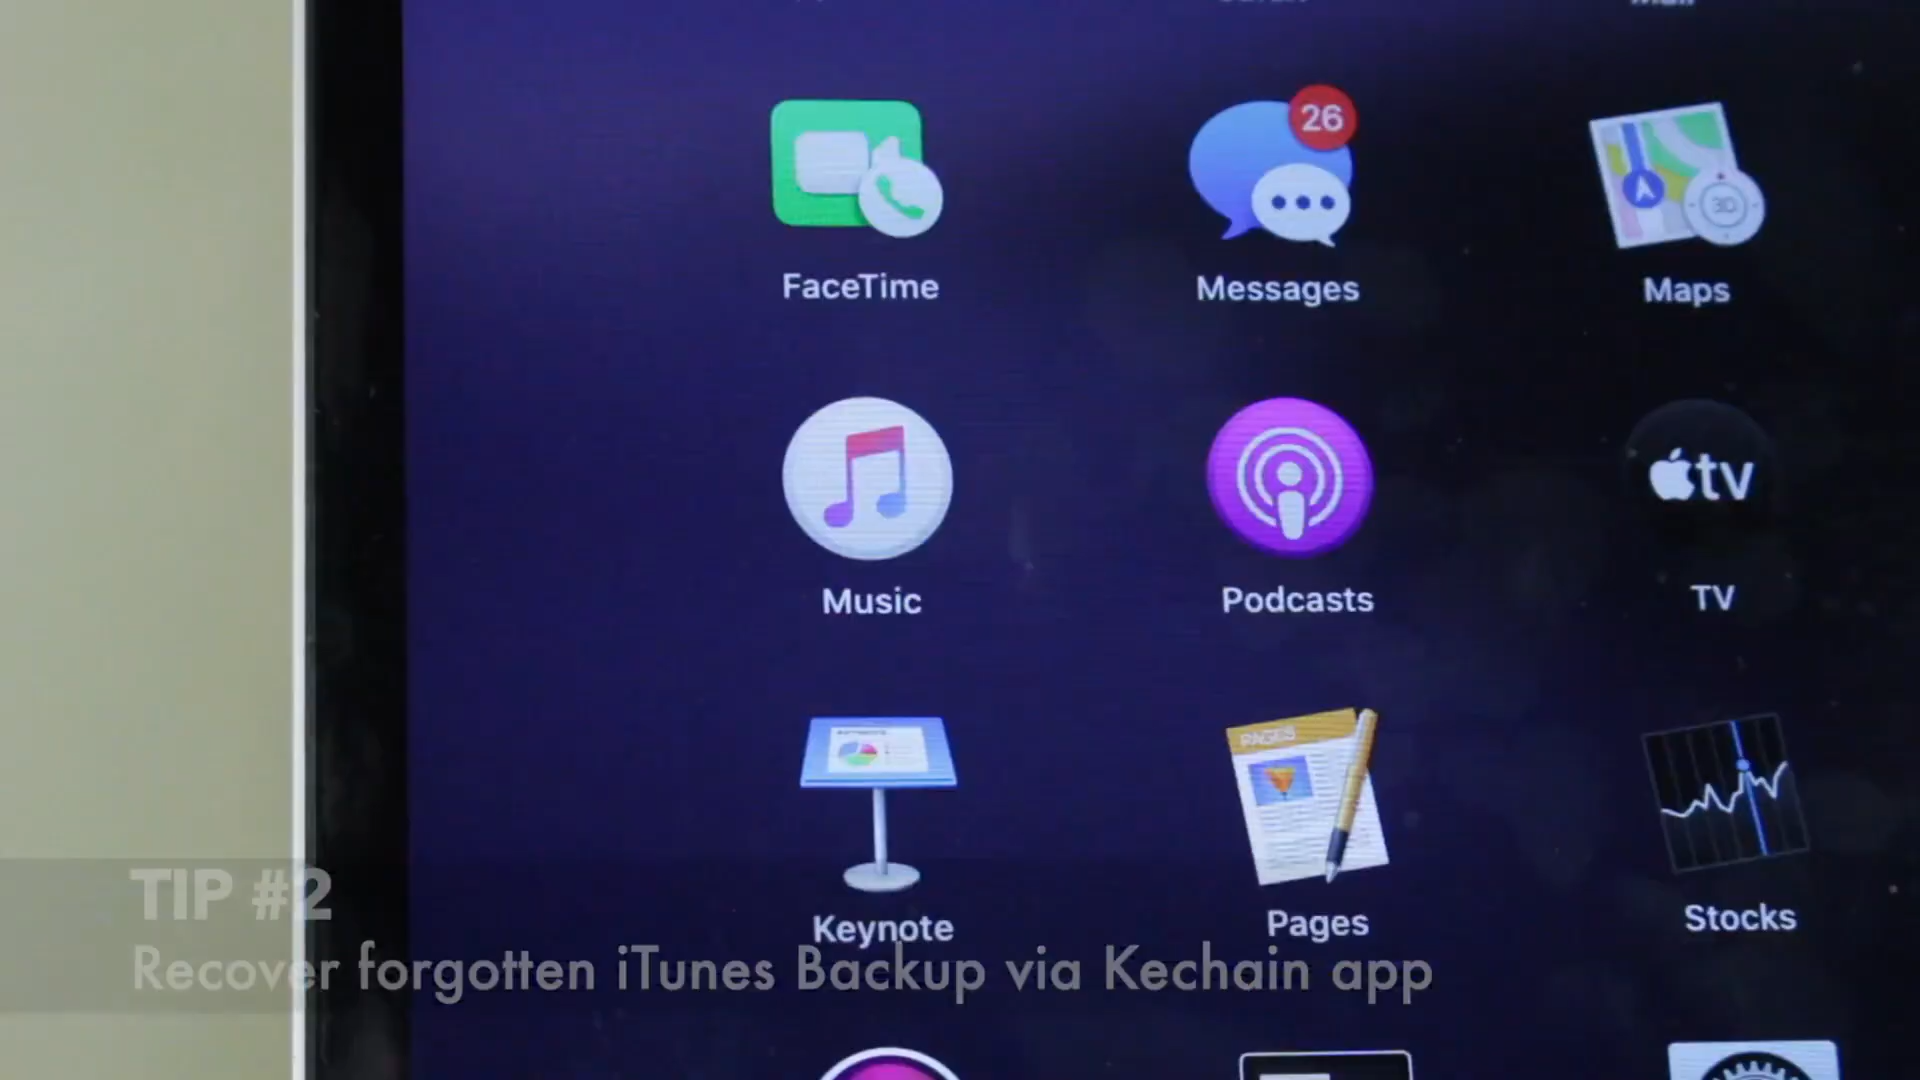 26
3D
FaceTime
Messages
Maps
tv
Music
Podcasts
TV
PAGES
Keynote
Pages
Stocks
TIP #2
Recover forgotten iTunes Backup via Kechain app